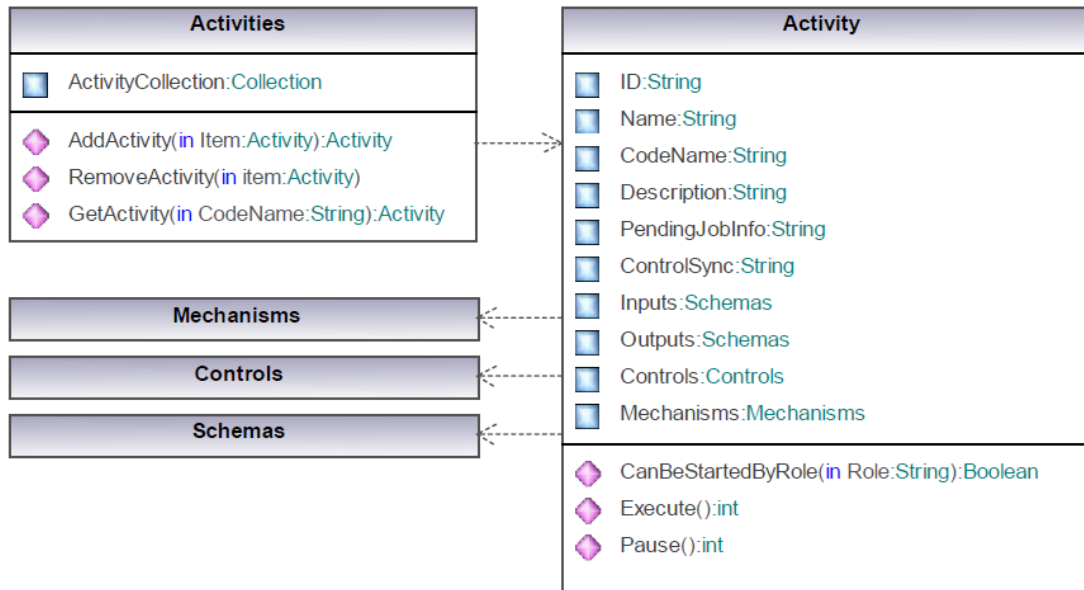 Activities
ActivityCollection:Collection
AddActivity(in Item:Activity):Activity
RemoveActivity(in item:Activity)
GetActivity(in CodeName:String):Activity
Mechanisms
Controls
Schemas
Activity
ID:String
Name:String
CodeName:String
Description:String
PendingJobInfo:String
ControlSync:String
Inputs:Schemas
Outputs:Schemas
Controls:Controls
Mechanisms:Mechanisms
CanBeStartedByRole(in Role:String):Boolean
Execute():int
Pause():int